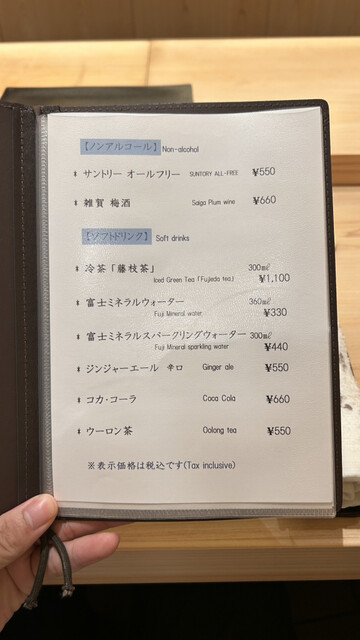 【ノンアルコール】 Non-alcohol
サントリー オールフリー SUNTORY ALL-FREE ¥550
雑賀 梅酒 Saiga Plum wine ¥660
【ソフトドリンク】 Soft drinks
冷茶「藤枝茶」 300㎖
Iced Green Tea 「Fujieda tea」 ¥1,100
富士ミネラルウォーター 360㎖
Fuji Mineral water ¥330
富士ミネラルスパークリングウォーター 300㎖
Fuji Mineral sparkling water ¥440
ジンジャーエール 辛口 Ginger ale ¥550
コカ・コーラ Coca Cola ¥660
ウーロン茶 Oolong tea ¥550
※表示価格は税込です(Tax inclusive)